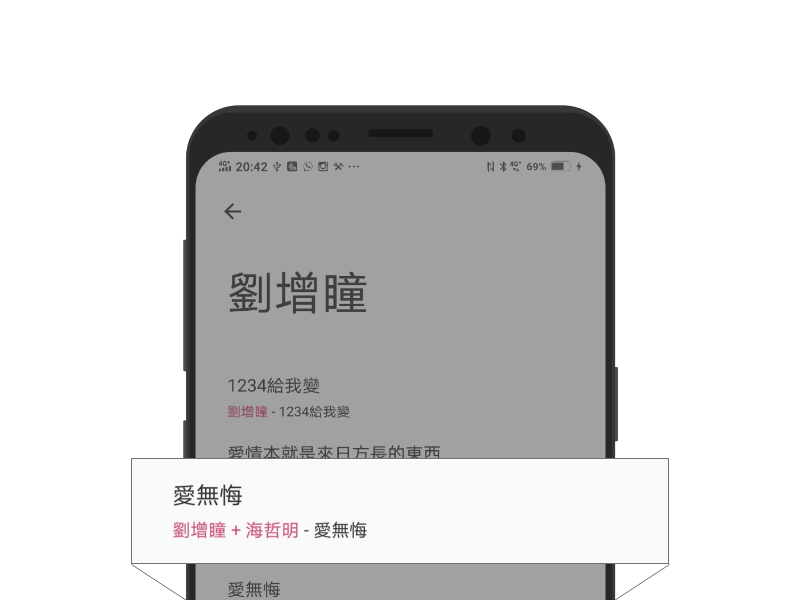 4G+ 20:42 4G+ 69%
劉增瞳
1234給我變
劉增瞳 - 1234給我變
愛情本就是來日方長的東西
愛無悔
劉增瞳 + 海哲明 - 愛無悔
愛無悔